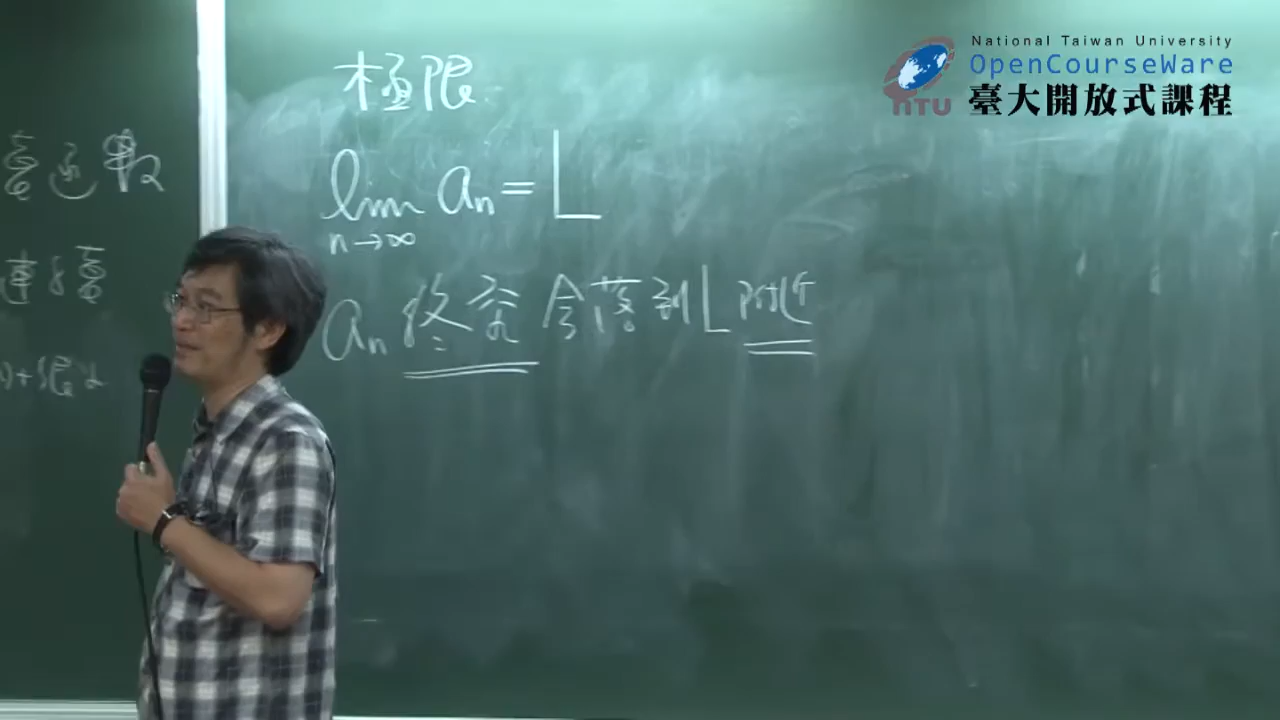 National Taiwan University
OpenCourseWare
臺大開放式課程
NTU
極限
lim aₙ = L
n→∞
aₙ 終究會落到 L 附近